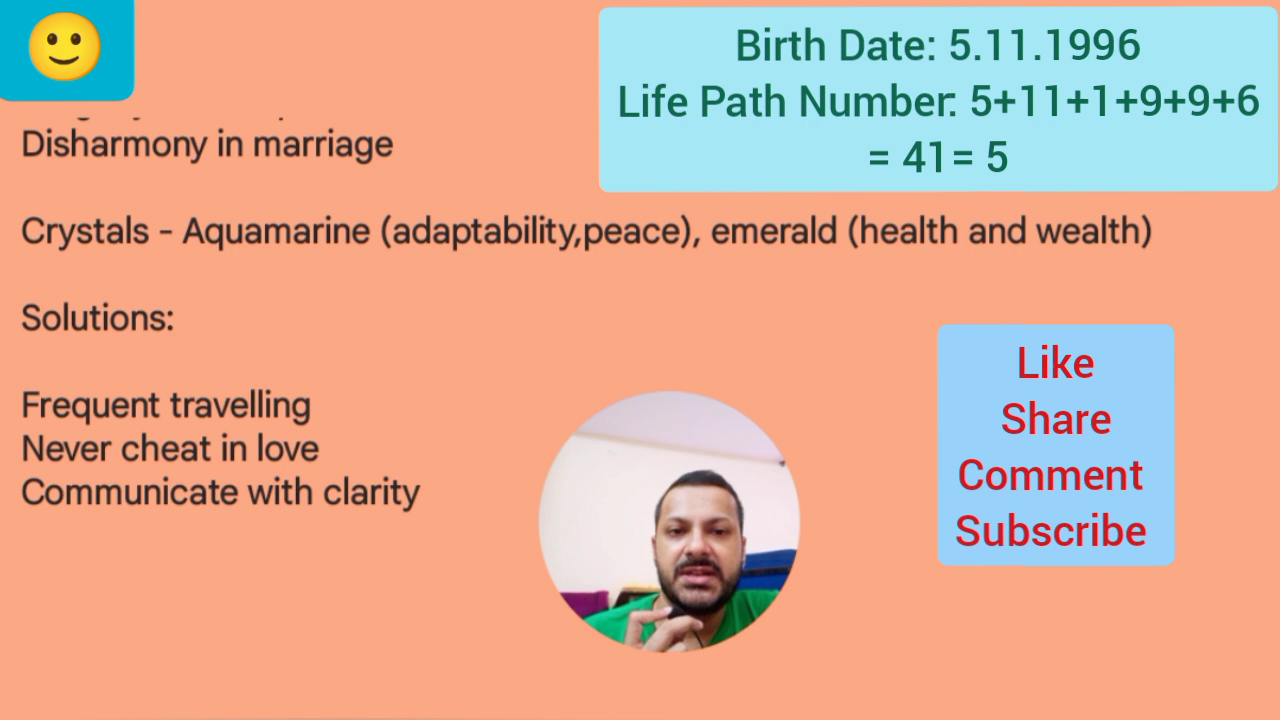 Birth Date: 5.11.1996
Life Path Number: 5+11+1+9+9+6
= 41= 5
Disharmony in marriage
Crystals - Aquamarine (adaptability,peace), emerald (health and wealth)
Solutions:
Frequent travelling
Never cheat in love
Communicate with clarity
Like
Share
Comment
Subscribe